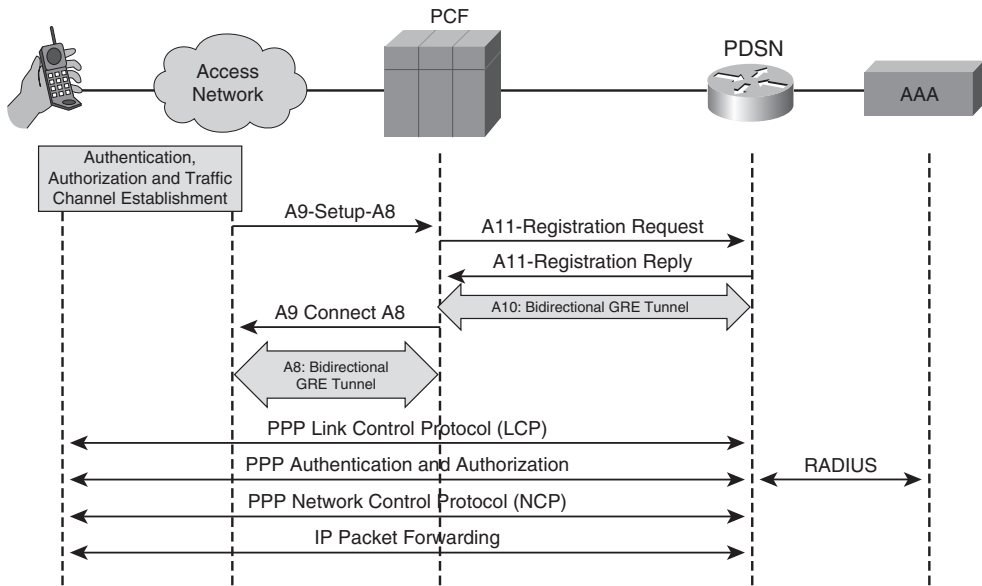 PCF
PDSN
Access
Network
AAA
Authentication,
Authorization and Traffic
Channel Establishment
A9-Setup-A8
A11-Registration Request
A11-Registration Reply
A10: Bidirectional GRE Tunnel
A9 Connect A8
A8: Bidirectional
GRE Tunnel
PPP Link Control Protocol (LCP)
PPP Authentication and Authorization
RADIUS
PPP Network Control Protocol (NCP)
IP Packet Forwarding